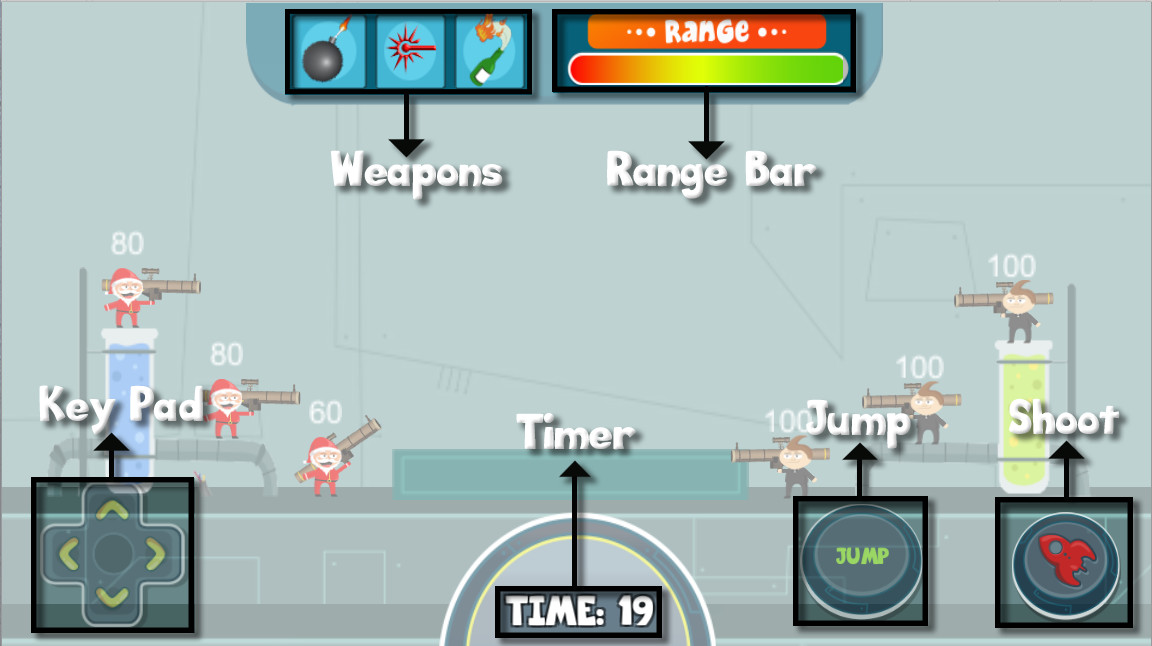 RANGE
Weapons
Range Bar
80
100
80
100
Key Pad
60
Timer
100
Jump
Shoot
JUMP
TIME: 19